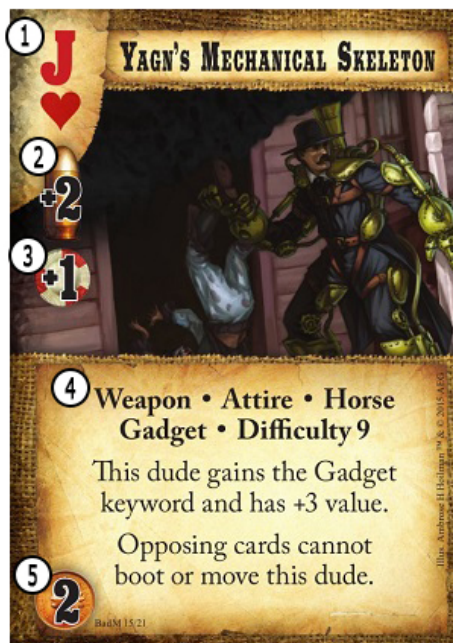 1
J
YAGN'S MECHANICAL SKELETON
2
+2
3
+1
4
Weapon • Attire • Horse
Gadget • Difficulty 9
This dude gains the Gadget
keyword and has +3 value.
Opposing cards cannot
boot or move this dude.
5
2
BadM 15/21
Illus. Ambrose H Hoilman ™ & © 2015 AEG